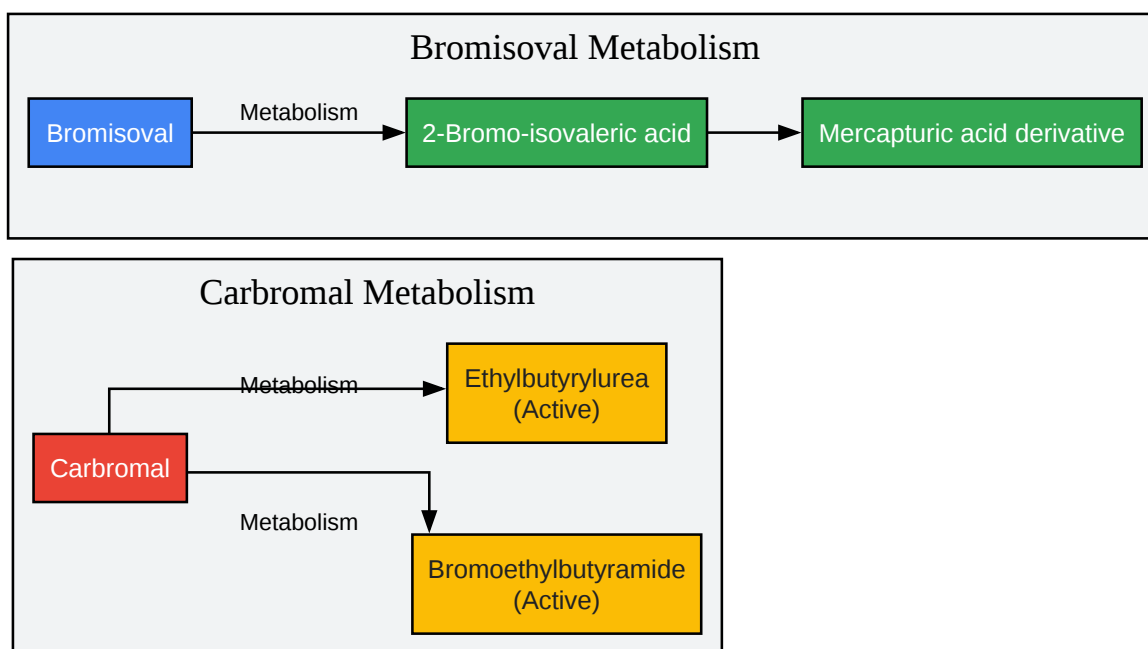 Bromisoval Metabolism
Bromisoval
Metabolism
2-Bromo-isovaleric acid
Mercapturic acid derivative
Carbromal Metabolism
Metabolism
Ethylbutyrylurea
(Active)
Carbromal
Metabolism
Bromoethylbutyramide
(Active)